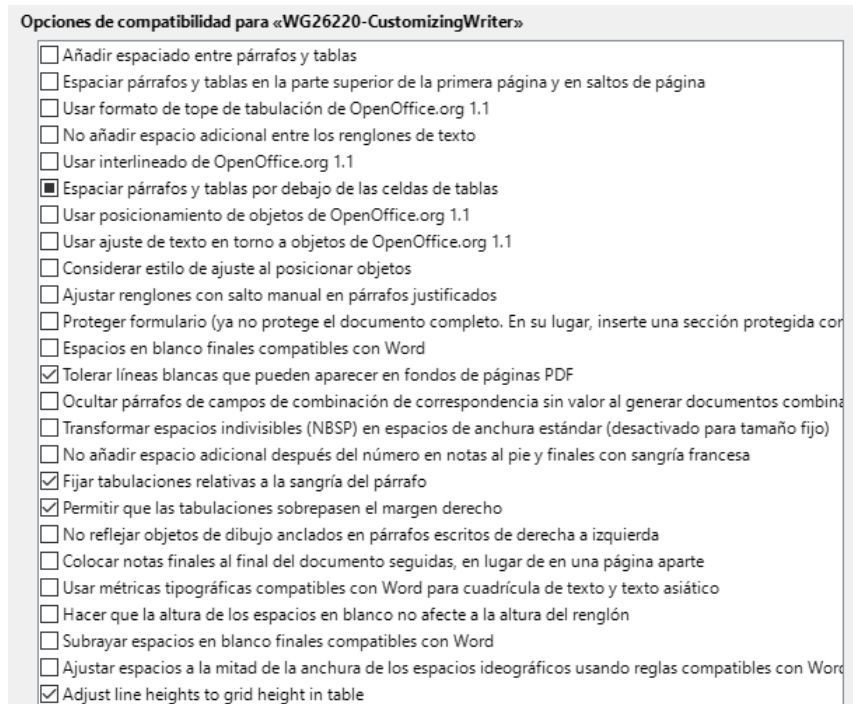 Opciones de compatibilidad para «WG26220-CustomizingWriter»
Añadir espaciado entre párrafos y tablas
Espaciar párrafos y tablas en la parte superior de la primera página y en saltos de página
Usar formato de tope de tabulación de OpenOffice.org 1.1
No añadir espacio adicional entre los renglones de texto
Usar interlineado de OpenOffice.org 1.1
Espaciar párrafos y tablas por debajo de las celdas de tablas
Usar posicionamiento de objetos de OpenOffice.org 1.1
Usar ajuste de texto en torno a objetos de OpenOffice.org 1.1
Considerar estilo de ajuste al posicionar objetos
Ajustar renglones con salto manual en párrafos justificados
Proteger formulario (ya no protege el documento completo. En su lugar, inserte una sección protegida cor
Espacios en blanco finales compatibles con Word
Tolerar líneas blancas que pueden aparecer en fondos de páginas PDF
Ocultar párrafos de campos de combinación de correspondencia sin valor al generar documentos combina
Transformar espacios indivisibles (NBSP) en espacios de anchura estándar (desactivado para tamaño fijo)
No añadir espacio adicional después del número en notas al pie y finales con sangría francesa
Fijar tabulaciones relativas a la sangría del párrafo
Permitir que las tabulaciones sobrepasen el margen derecho
No reflejar objetos de dibujo anclados en párrafos escritos de derecha a izquierda
Colocar notas finales al final del documento seguidas, en lugar de en una página aparte
Usar métricas tipográficas compatibles con Word para cuadrícula de texto y texto asiático
Hacer que la altura de los espacios en blanco no afecte a la altura del renglón
Subrayar espacios en blanco finales compatibles con Word
Ajustar espacios a la mitad de la anchura de los espacios ideográficos usando reglas compatibles con Word
Adjust line heights to grid height in table